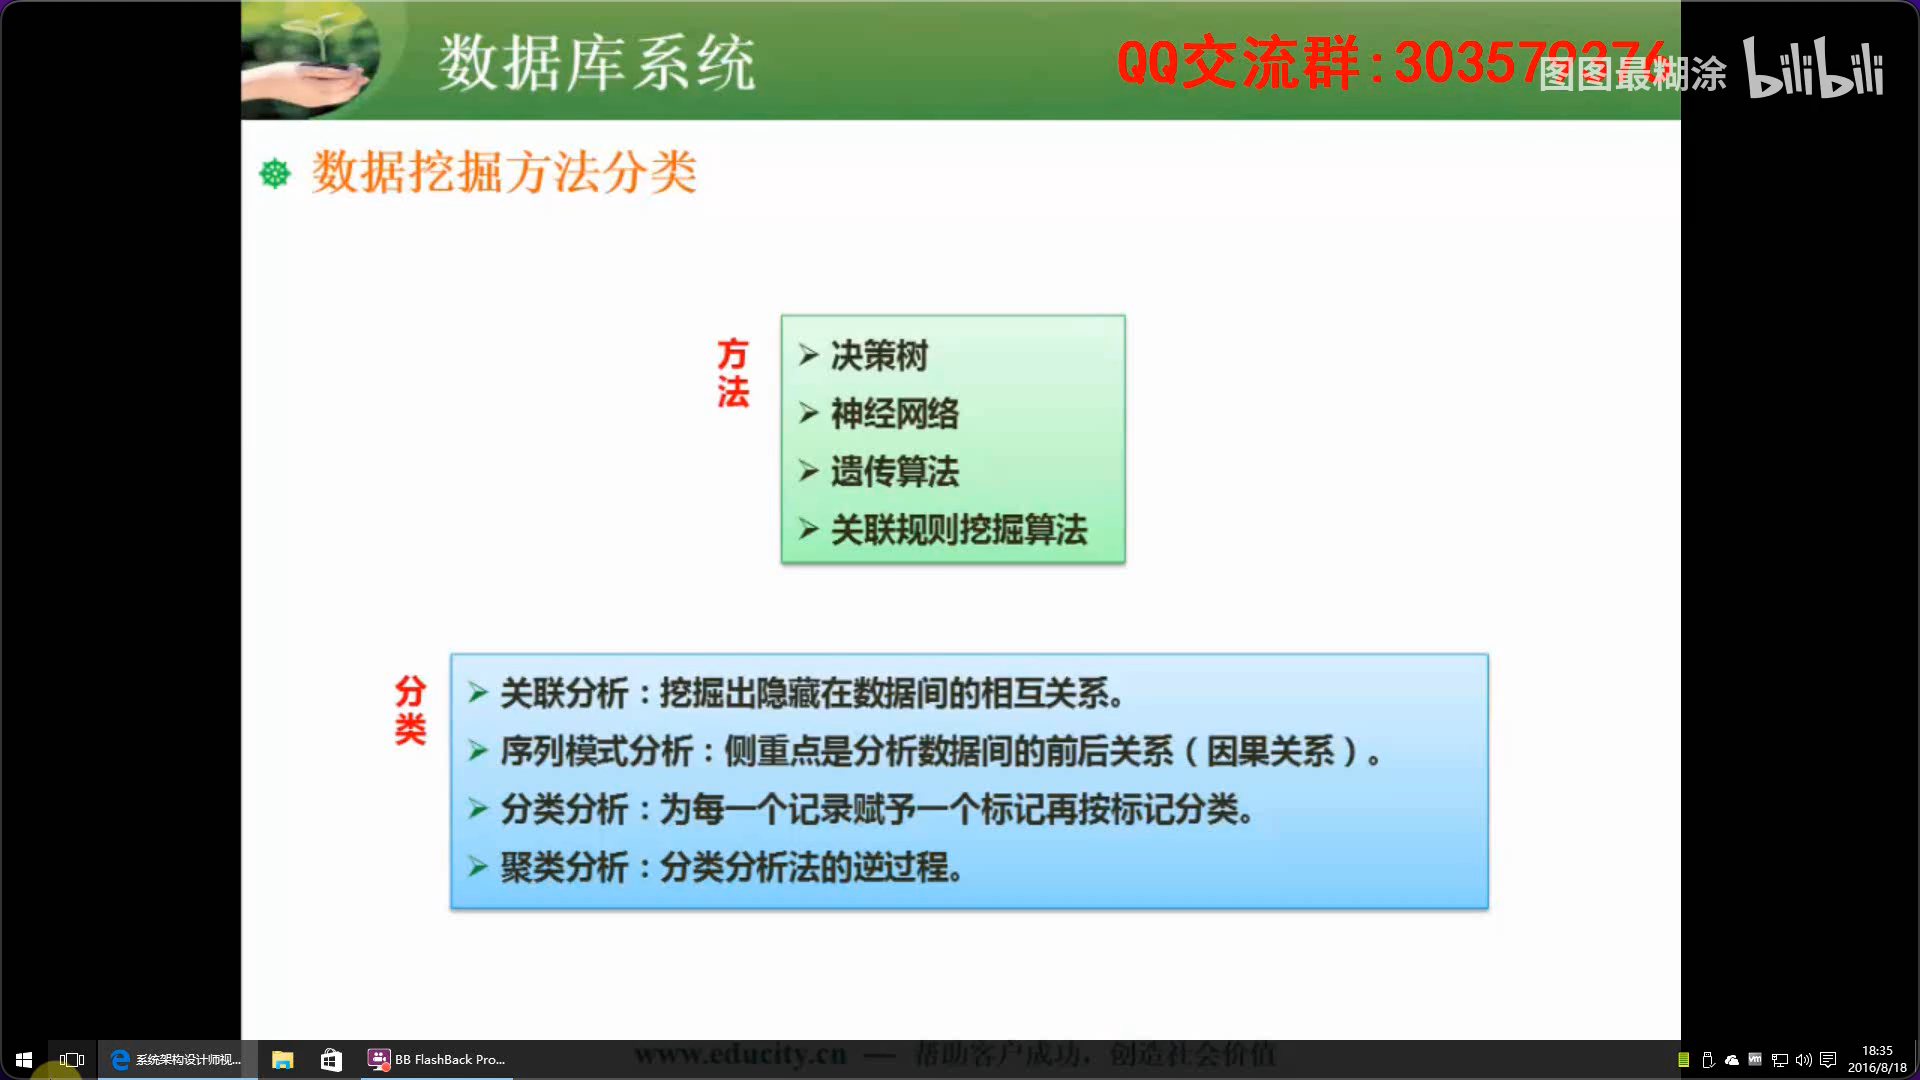 数据库系统
QQ交流群:303579376
图图最糊涂 bilibili
数据挖掘方法分类
方法
决策树
神经网络
遗传算法
关联规则挖掘算法
分类
关联分析：挖掘出隐藏在数据间的相互关系。
序列模式分析：侧重点是分析数据间的前后关系（因果关系）。
分类分析：为每一个记录赋予一个标记再按标记分类。
聚类分析：分类分析法的逆过程。
www.educity.cn — 帮助客户成功，创造社会价值
系统架构设计师视...
BB FlashBack Pro...
18:35
2016/8/18